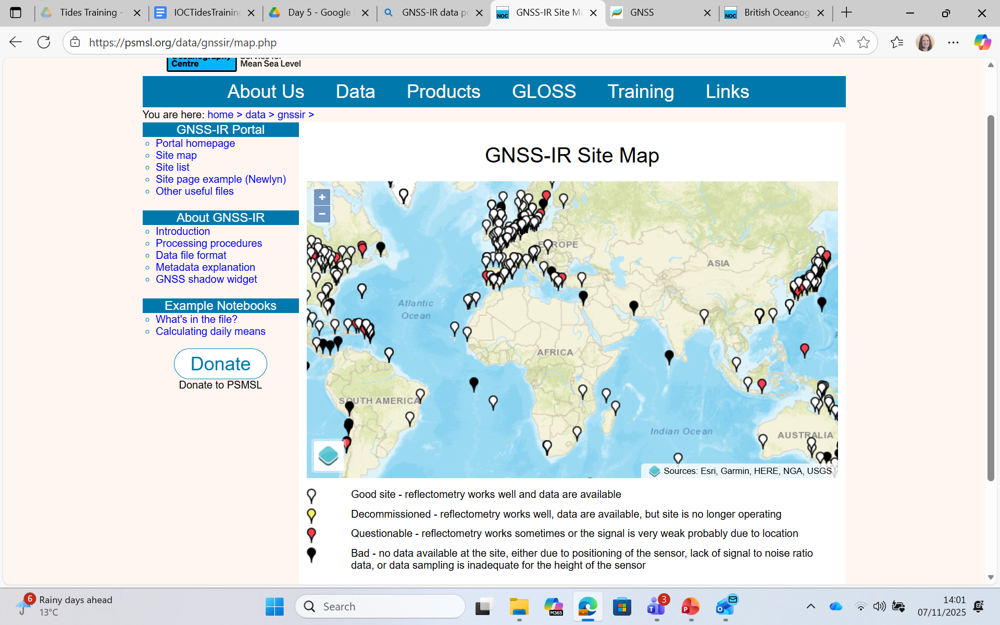 Tides Training -
IOCTidesTraining
Day 5 - Google
GNSS-IR data po
GNSS-IR Site Ma
GNSS
British Oceanog
https://psmsl.org/data/gnssir/map.php
Oceanography
Centre
Service for
Mean Sea Level
About Us
Data
Products
GLOSS
Training
Links
You are here: home > data > gnssir >
GNSS-IR Portal
Portal homepage
Site map
Site list
Site page example (Newlyn)
Other useful files
About GNSS-IR
Introduction
Processing procedures
Data file format
Metadata explanation
GNSS shadow widget
Example Notebooks
What's in the file?
Calculating daily means
Donate
Donate to PSMSL
GNSS-IR Site Map
+
−
EUROPE
ASIA
Atlantic
Ocean
AFRICA
SOUTH AMERICA
Indian Ocean
AUSTRALIA
Sources: Esri, Garmin, HERE, NGA, USGS
Good site - reflectometry works well and data are available
Decommissioned - reflectometry works well, data are available, but site is no longer operating
Questionable - reflectometry works sometimes or the signal is very weak probably due to location
Bad - no data available at the site, either due to positioning of the sensor, lack of signal to noise ratio
data, or data sampling is inadequate for the height of the sensor
6
Rainy days ahead
13°C
Search
M365
3
14:01
07/11/2025